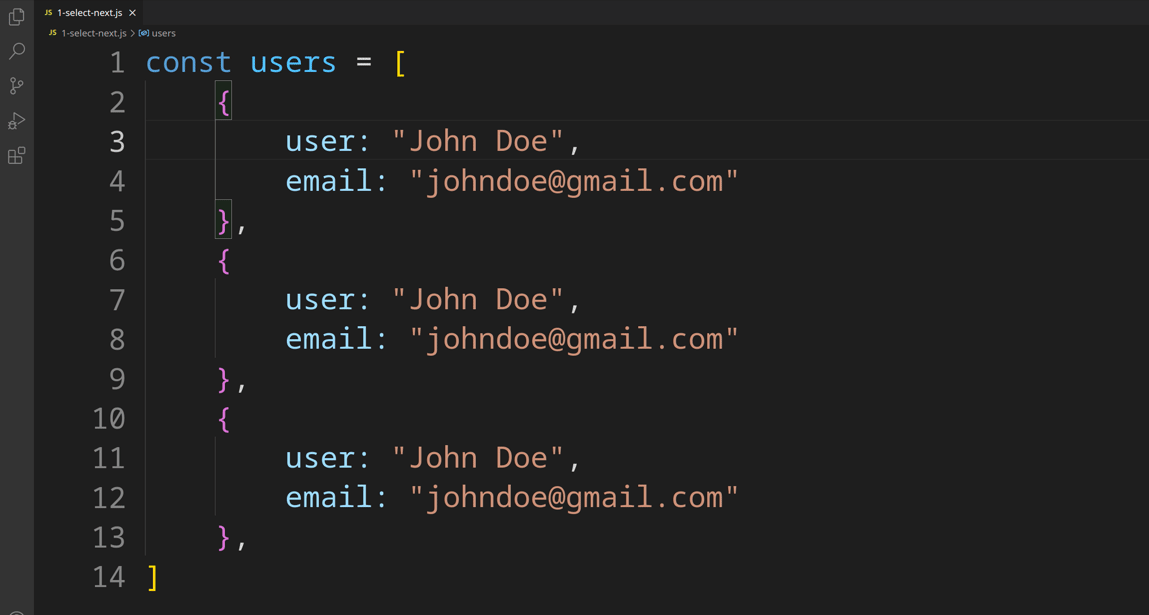 JS 1-select-next.js ×
JS 1-select-next.js > [@] users
1 const users = [
2     {
3         user: "John Doe",
4         email: "johndoe@gmail.com"
5     },
6     {
7         user: "John Doe",
8         email: "johndoe@gmail.com"
9     },
10     {
11         user: "John Doe",
12         email: "johndoe@gmail.com"
13     },
14 ]